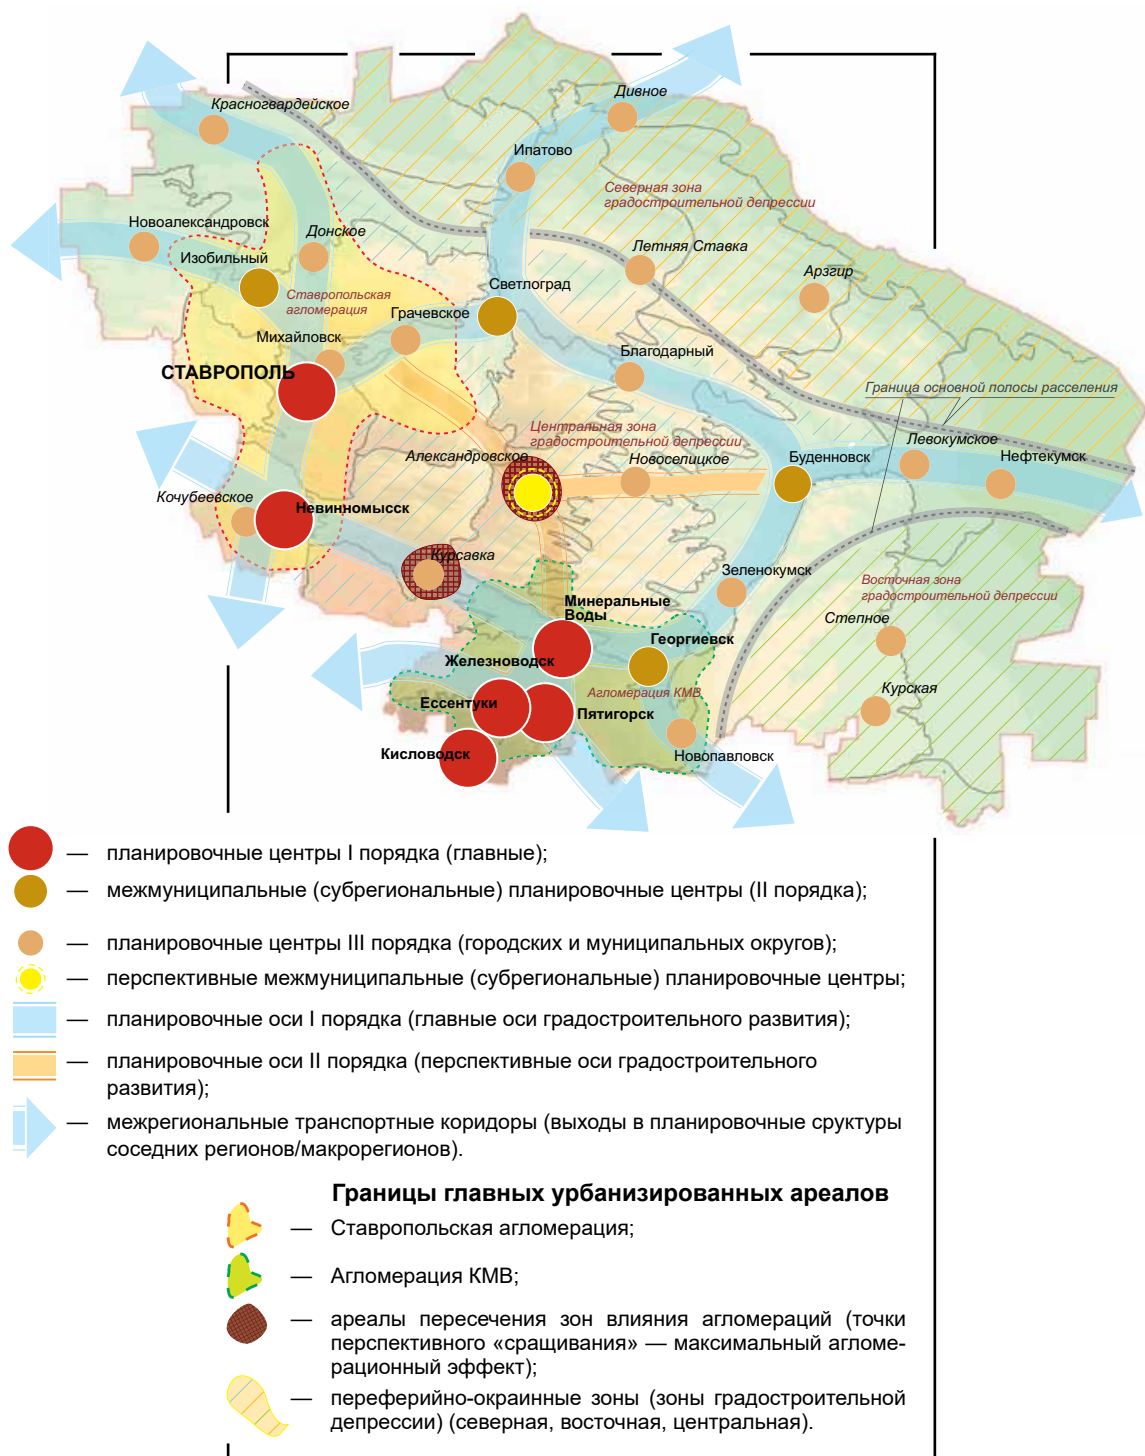 Красногвардейское
Дивное
Ипатово
Северная зона
градостроительной депрессии
Новоалександровск
Донское
Летняя Ставка
Изобильный
Арзгир
Светлоград
Ставропольская
агломерация
Грачевское
Михайловск
Благодарный
СТАВРОПОЛЬ
Граница основной полосы расселения
Центральная зона
градостроительной депрессии
Левокумское
Александровское
Новоселицкое
Буденновск
Нефтекумск
Кочубеевское
Невинномысск
Курсавка
Зеленокумск
Восточная зона
градостроительной депрессии
Минеральные
Воды
Степное
Георгиевск
Железноводск
Агломерация КМВ
Курская
Ессентуки
Пятигорск
Кисловодск
Новопавловск
— планировочные центры I порядка (главные);
— межмуниципальные (субрегиональные) планировочные центры (II порядка);
— планировочные центры III порядка (городских и муниципальных округов);
— перспективные межмуниципальные (субрегиональные) планировочные центры;
— планировочные оси I порядка (главные оси градостроительного развития);
— планировочные оси II порядка (перспективные оси градостроительного
развития);
— межрегиональные транспортные коридоры (выходы в планировочные сруктуры
соседних регионов/макрорегионов).
Границы главных урбанизированных ареалов
— Ставропольская агломерация;
— Агломерация КМВ;
— ареалы пересечения зон влияния агломераций (точки
перспективного «сращивания» — максимальный агломе-
рационный эффект);
— переферийно-окраинные зоны (зоны градостроительной
депрессии) (северная, восточная, центральная).